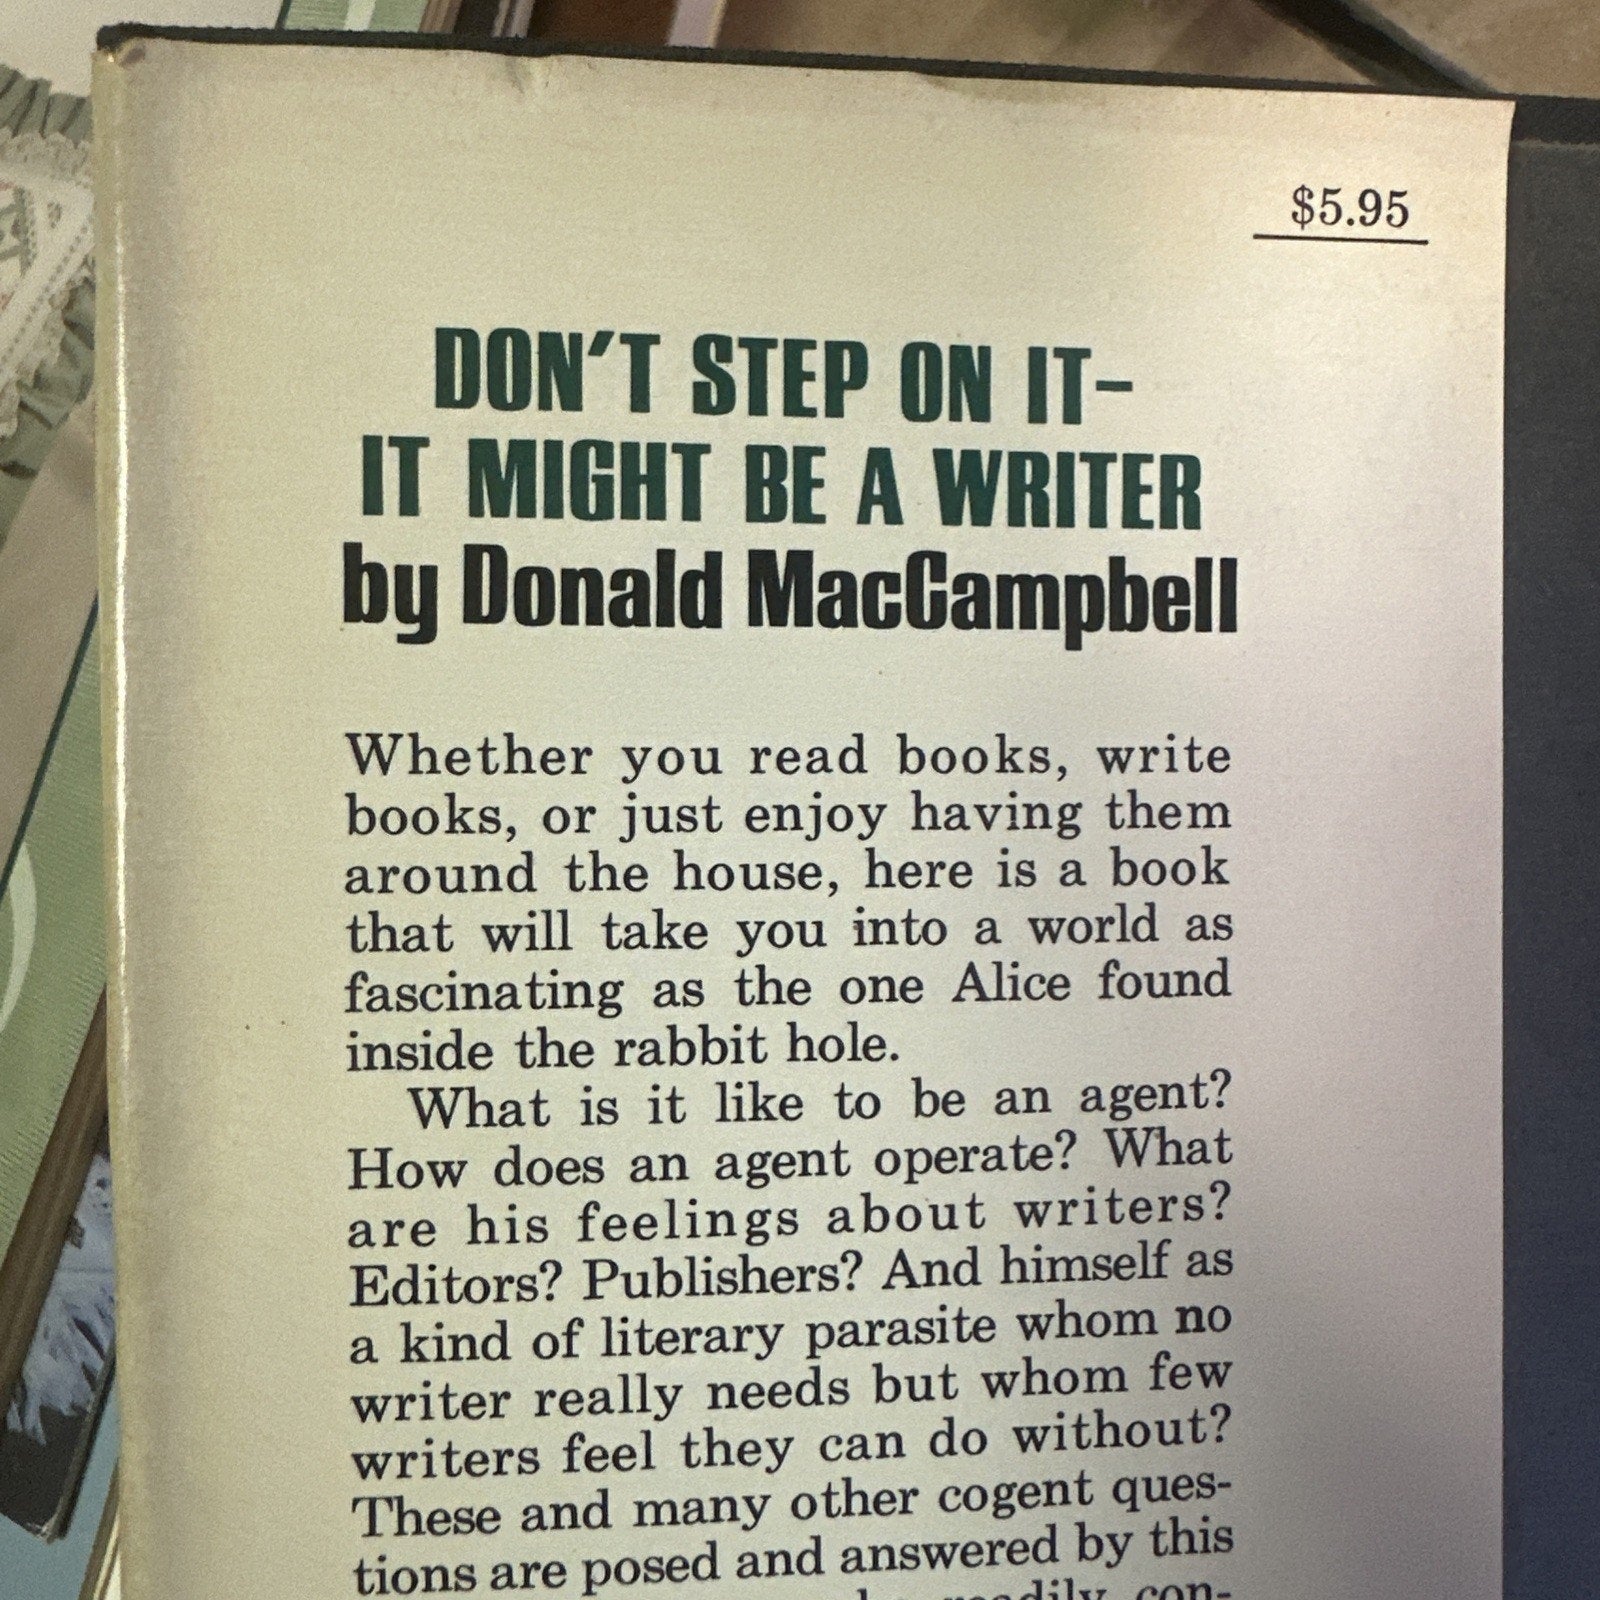 $5.95
DON'T STEP ON IT–
IT MIGHT BE A WRITER
by Donald MacCampbell
Whether you read books, write
books, or just enjoy having them
around the house, here is a book
that will take you into a world as
fascinating as the one Alice found
inside the rabbit hole.
What is it like to be an agent?
How does an agent operate? What
are his feelings about writers?
Editors? Publishers? And himself as
a kind of literary parasite whom no
writer really needs but whom few
writers feel they can do without?
These and many other cogent ques-
tions are posed and answered by this
readily con-